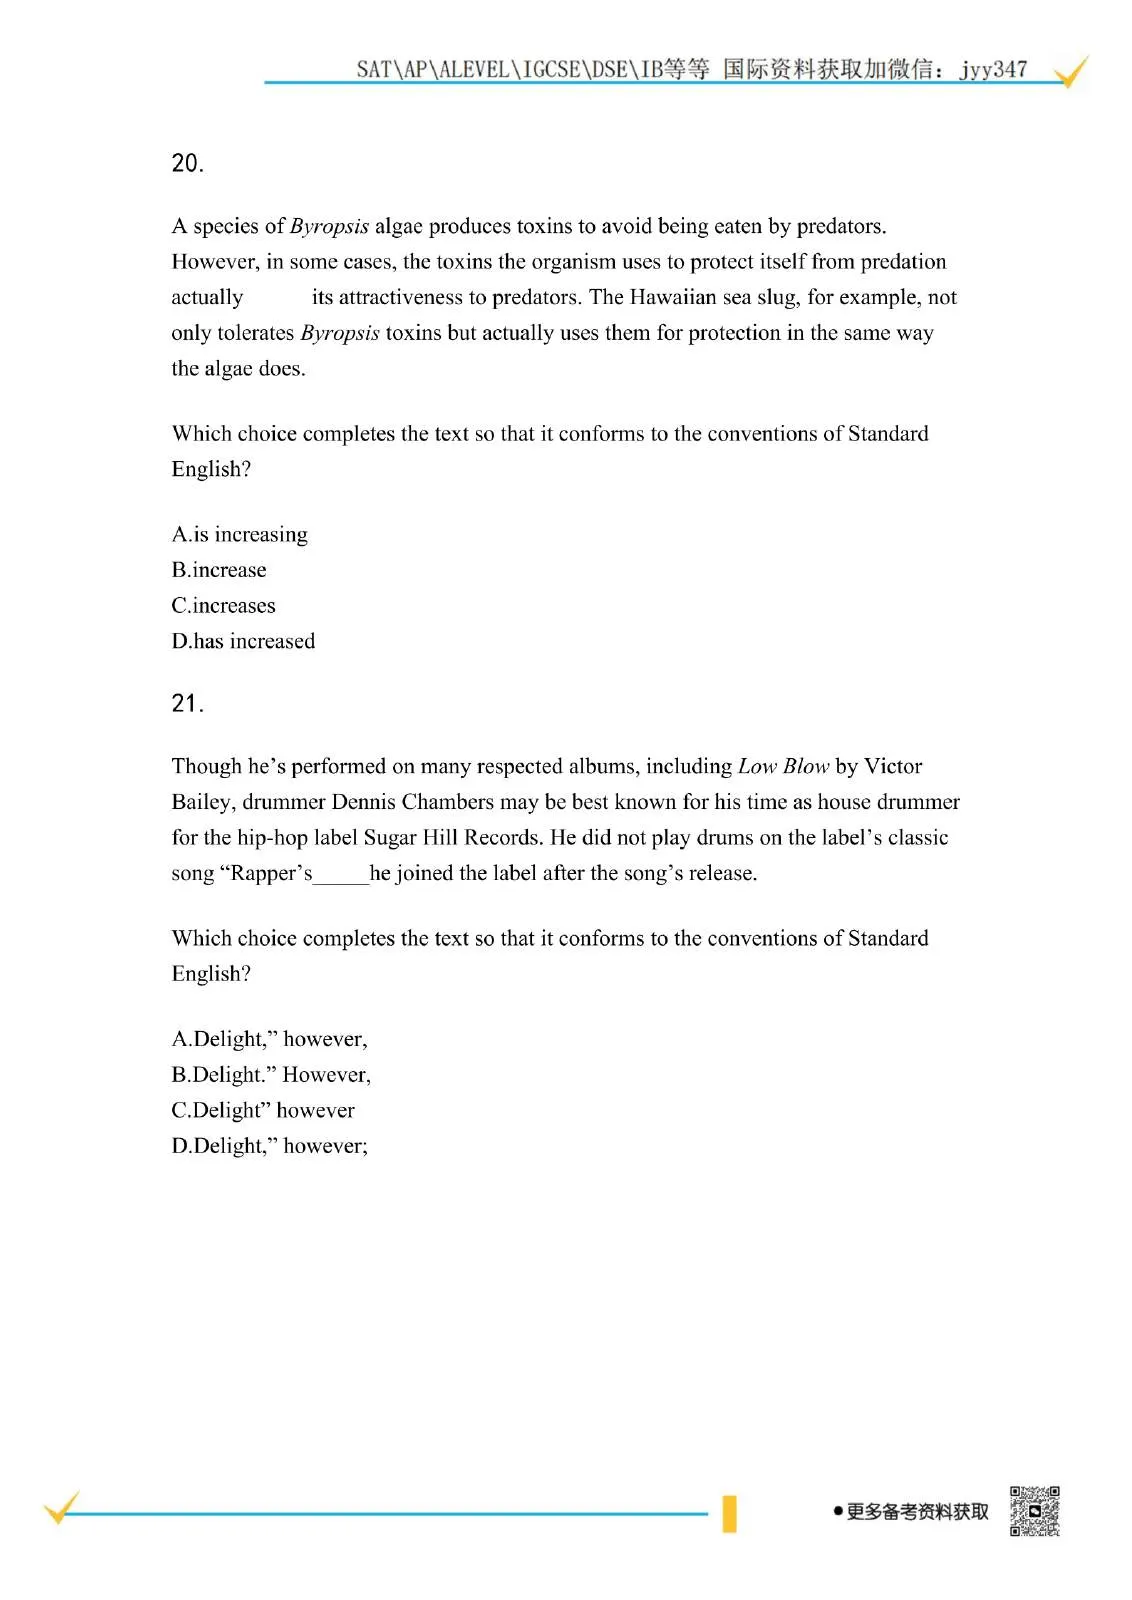 SAT\AP\ALEVEL\IGCSE\DSE\IB等等 国际资料获取加微信：jyy347
20.
A species of Byropsis algae produces toxins to avoid being eaten by predators.
However, in some cases, the toxins the organism uses to protect itself from predation
actually its attractiveness to predators. The Hawaiian sea slug, for example, not
only tolerates Byropsis toxins but actually uses them for protection in the same way
the algae does.
Which choice completes the text so that it conforms to the conventions of Standard
English?
A.is increasing
B.increase
C.increases
D.has increased
21.
Though he’s performed on many respected albums, including Low Blow by Victor
Bailey, drummer Dennis Chambers may be best known for his time as house drummer
for the hip-hop label Sugar Hill Records. He did not play drums on the label’s classic
song “Rapper’s_____he joined the label after the song’s release.
Which choice completes the text so that it conforms to the conventions of Standard
English?
A.Delight,” however,
B.Delight.” However,
C.Delight” however
D.Delight,” however;
●更多备考资料获取